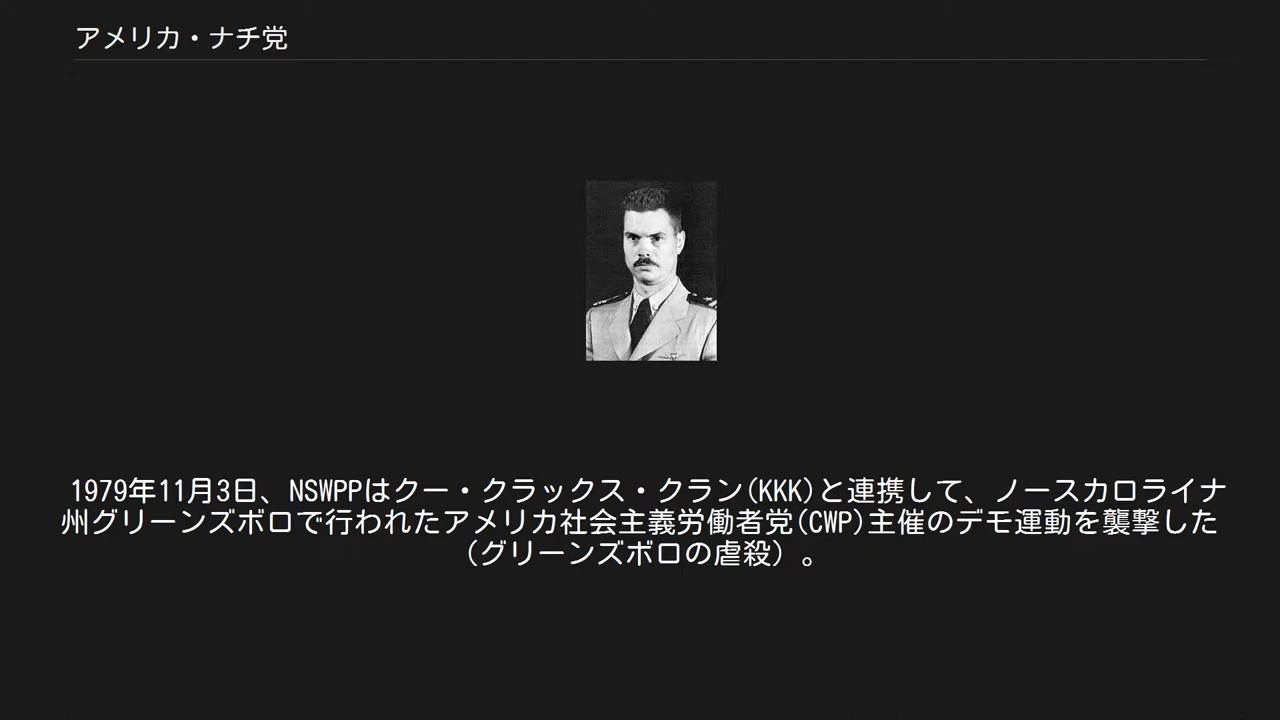 アメリカ・ナチ党
1979年11月3日、NSWPPはクー・クラックス・クラン(KKK)と連携して、ノースカロライナ
州グリーンズボロで行われたアメリカ社会主義労働者党(CWP)主催のデモ運動を襲撃した
（グリーンズボロの虐殺）。